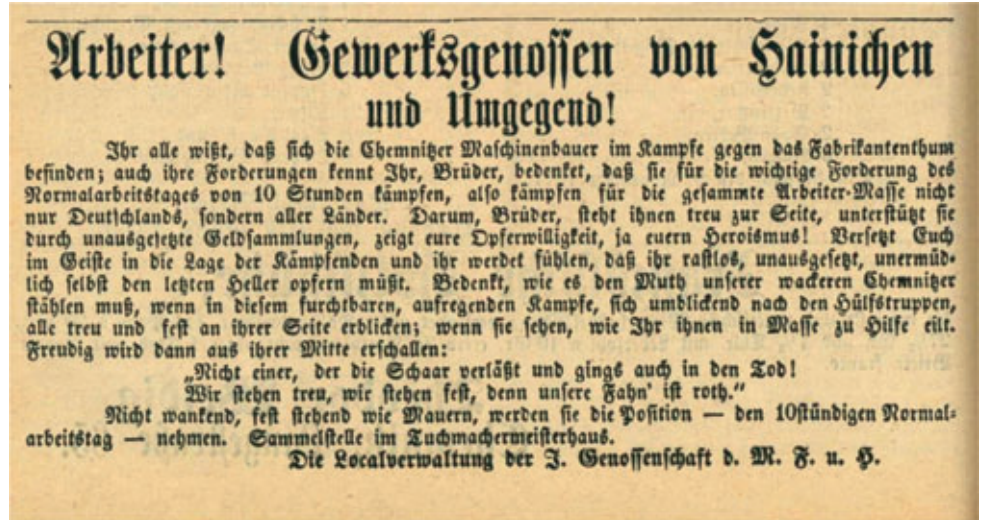 Arbeiter! Gewerksgenossen von Hainichen
und Umgegend!
Ihr alle wißt, daß sich die Chemnitzer Maschinenbauer im Kampfe gegen das Fabrikantenthum
befinden; auch ihre Forderungen kennt Ihr, Brüder, bedenket, daß sie für die wichtige Forderung des
Normalarbeitstages von 10 Stunden kämpfen, also kämpfen für die gesammte Arbeiter-Masse nicht
nur Deutschlands, sondern aller Länder. Darum, Brüder, steht ihnen treu zur Seite, unterstützt sie
durch unausgesetzte Geldsammlungen, zeigt eure Opferwilligkeit, ja euern Heroismus! Versetzt Euch
im Geiste in die Lage der Kämpfenden und ihr werdet fühlen, daß ihr rastlos, unausgesetzt, unermüd-
lich selbst den letzten Heller opfern müßt. Bedenkt, wie es den Muth unserer wackeren Chemnitzer
stählen muß, wenn in diesem furchtbaren, aufregenden Kampfe, sich umblickend nach den Hülfstruppen,
alle treu und fest an ihrer Seite erblicken; wenn sie sehen, wie Ihr ihnen in Masse zu Hilfe eilt.
Freudig wird dann aus ihrer Mitte erschallen:
„Nicht einer, der die Schaar verläßt und gings auch in den Tod!
Wir stehen treu, wir stehen fest, denn unsere Fahn' ist roth."
Nicht wankend, fest stehend wie Mauern, werden sie die Position — den 10stündigen Normal-
arbeitstag — nehmen. Sammelstelle im Tuchmachermeisterhaus.
Die Localverwaltung der J. Genossenschaft d. M. F. u. H.